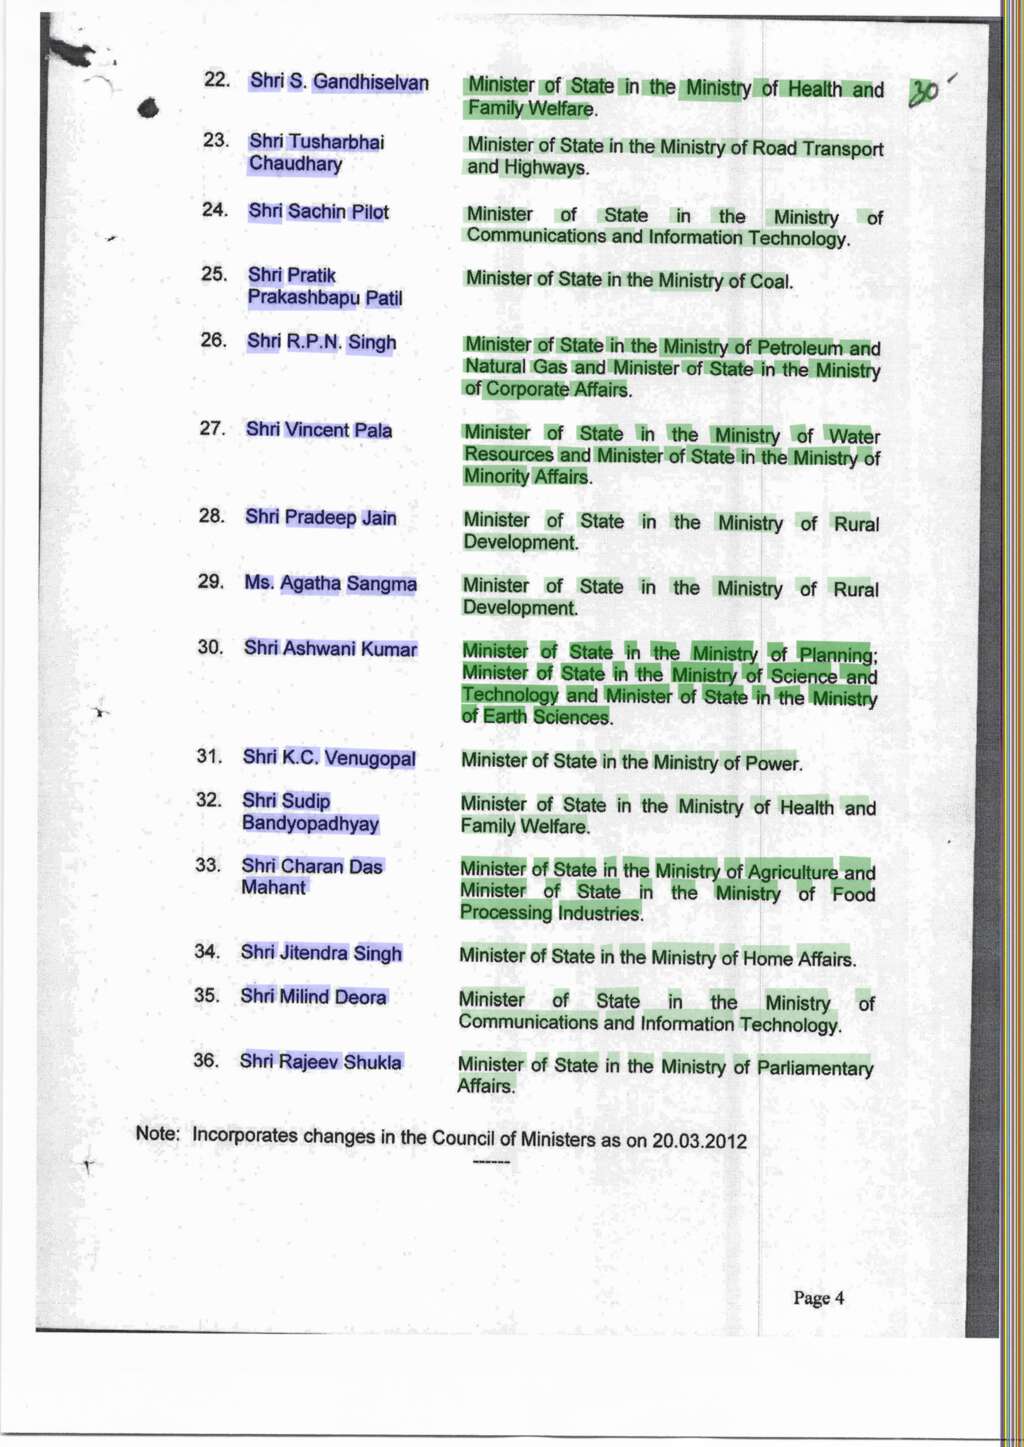 30
22. Shri S. Gandhiselvan Minister of State in the Ministry of Health and
Family Welfare.
23. Shri Tusharbhai Minister of State in the Ministry of Road Transport
Chaudhary and Highways.
24. Shri Sachin Pilot Minister of State in the Ministry of
Communications and Information Technology.
25. Shri Pratik Minister of State in the Ministry of Coal.
Prakashbapu Patil
26. Shri R.P.N. Singh Minister of State in the Ministry of Petroleum and
Natural Gas and Minister of State in the Ministry
of Corporate Affairs.
27. Shri Vincent Pala Minister of State in the Ministry of Water
Resources and Minister of State in the Ministry of
Minority Affairs.
28. Shri Pradeep Jain Minister of State in the Ministry of Rural
Development.
29. Ms. Agatha Sangma Minister of State in the Ministry of Rural
Development.
30. Shri Ashwani Kumar Minister of State in the Ministry of Planning;
Minister of State in the Ministry of Science and
Technology and Minister of State in the Ministry
of Earth Sciences.
31. Shri K.C. Venugopal Minister of State in the Ministry of Power.
32. Shri Sudip Minister of State in the Ministry of Health and
Bandyopadhyay Family Welfare.
33. Shri Charan Das Minister of State in the Ministry of Agriculture and
Mahant Minister of State in the Ministry of Food
Processing Industries.
34. Shri Jitendra Singh Minister of State in the Ministry of Home Affairs.
35. Shri Milind Deora Minister of State in the Ministry of
Communications and Information Technology.
36. Shri Rajeev Shukla Minister of State in the Ministry of Parliamentary
Affairs.
Note: Incorporates changes in the Council of Ministers as on 20.03.2012
------
Page 4